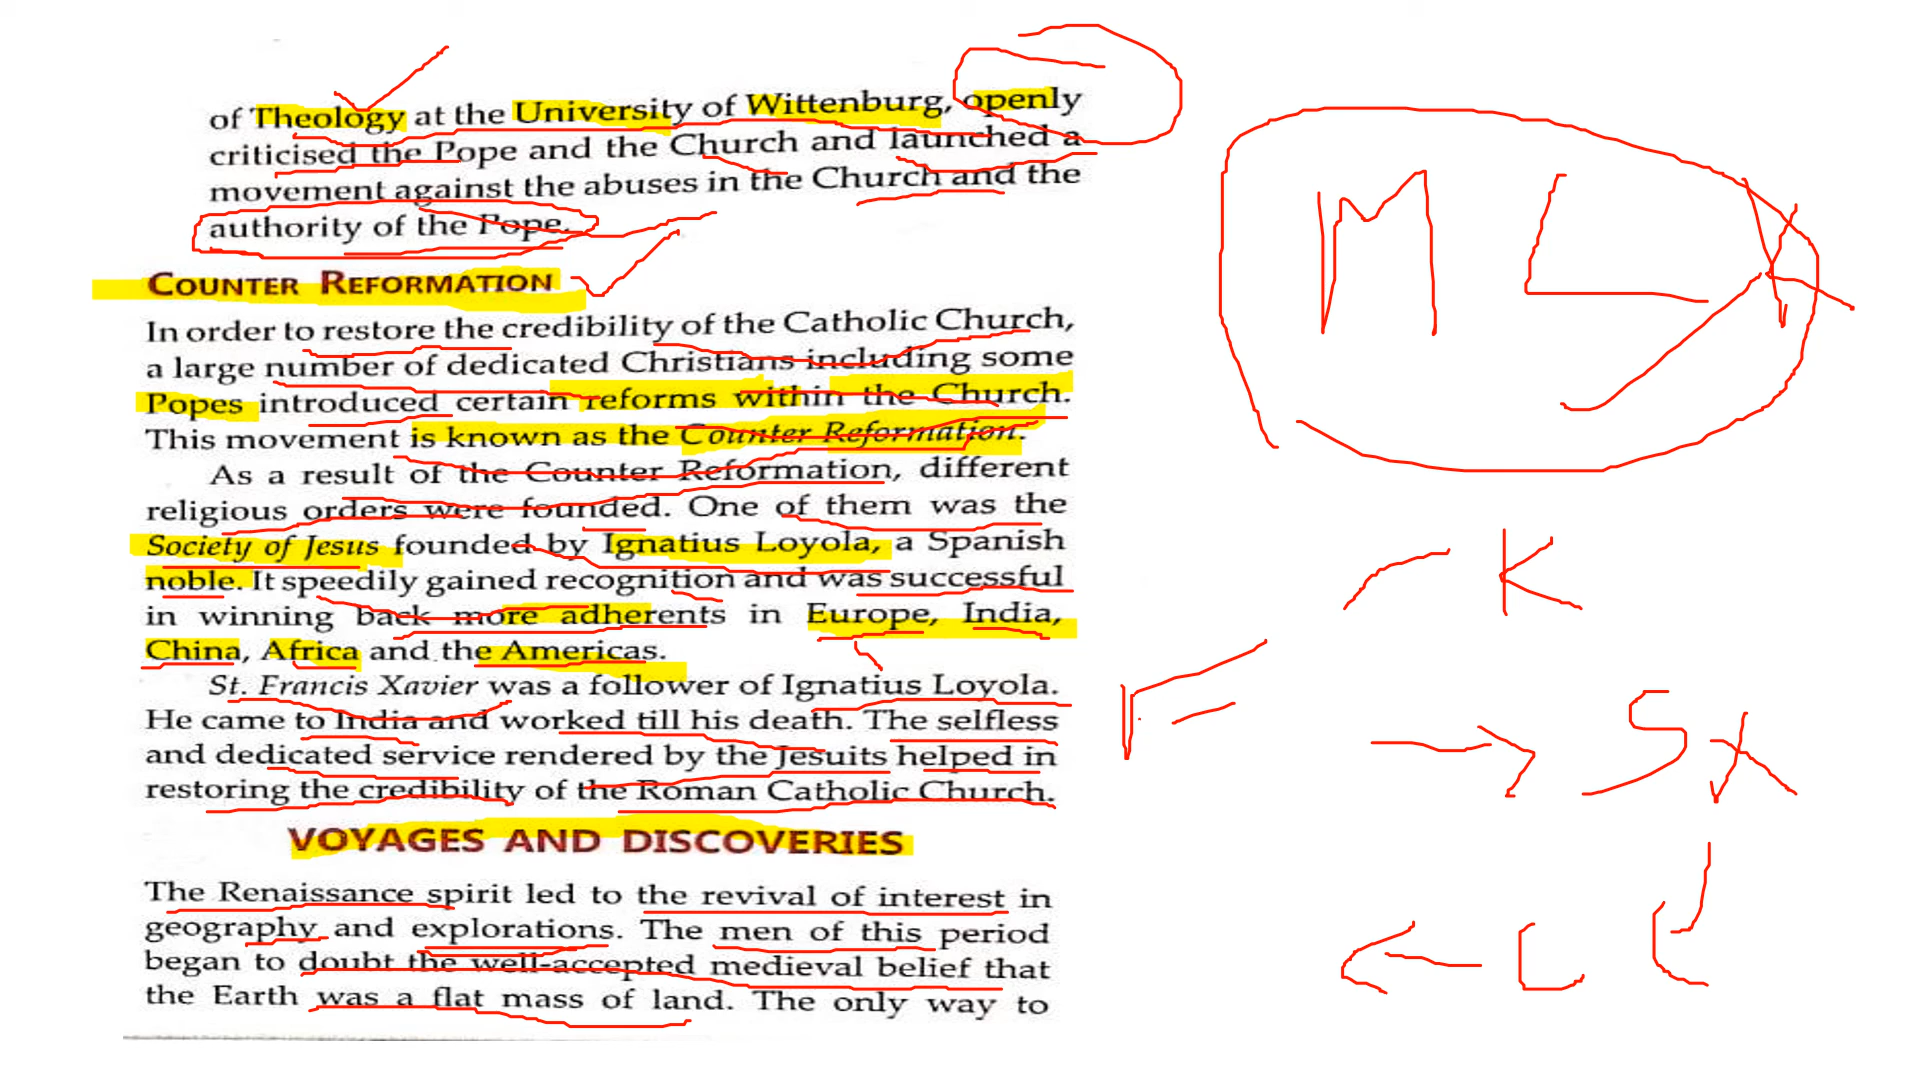 of Theology at the University of Wittenburg, openly
criticised the Pope and the Church and launched a
movement against the abuses in the Church and the
authority of the Pope.
COUNTER REFORMATION
In order to restore the credibility of the Catholic Church,
a large number of dedicated Christians including some
Popes introduced certain reforms within the Church.
This movement is known as the Counter Reformation.
As a result of the Counter Reformation, different
religious orders were founded. One of them was the
Society of Jesus founded by Ignatius Loyola, a Spanish
noble. It speedily gained recognition and was successful
in winning back more adherents in Europe, India,
China, Africa and the Americas.
St. Francis Xavier was a follower of Ignatius Loyola.
He came to India and worked till his death. The selfless
and dedicated service rendered by the Jesuits helped in
restoring the credibility of the Roman Catholic Church.
VOYAGES AND DISCOVERIES
The Renaissance spirit led to the revival of interest in
geography and explorations. The men of this period
began to doubt the well-accepted medieval belief that
the Earth was a flat mass of land. The only way to
M L
K
S